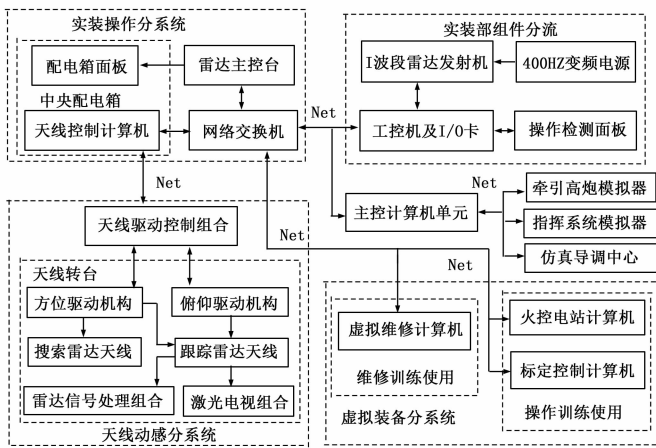 实装操作分系统
配电箱面板
雷达主控台
中央配电箱
天线控制计算机
网络交换机
Net
实装部组件分流
I波段雷达发射机
400HZ变频电源
工控机及I/O卡
操作检测面板
Net
天线驱动控制组合
Net
主控计算机单元
Net
牵引高炮模拟器
指挥系统模拟器
仿真导调中心
Net
天线转台
方位驱动机构
俯仰驱动机构
搜索雷达天线
跟踪雷达天线
雷达信号处理组合
激光电视组合
天线动感分系统
虚拟维修计算机
维修训练使用
虚拟装备分系统
火控电站计算机
标定控制计算机
操作训练使用